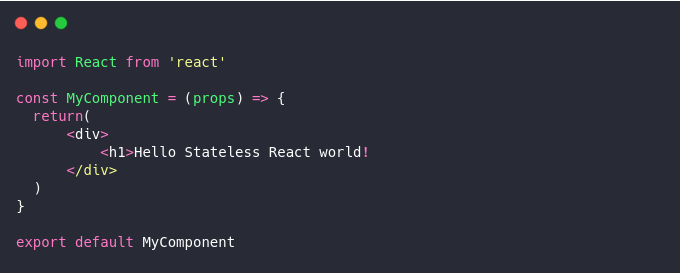 import React from 'react'
const MyComponent = (props) => {
  return(
      <div>
          <h1>Hello Stateless React world!
      </div>
  )
}
export default MyComponent